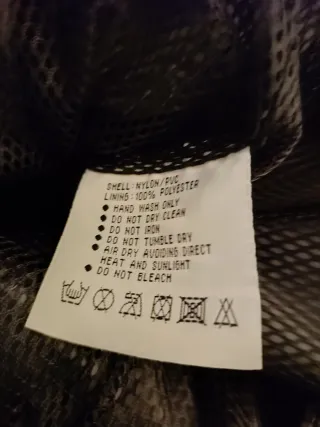 SHELL: NYLON/PVC
LINING: 100% POLYESTER
◆ HAND WASH ONLY
◆ DO NOT DRY CLEAN
◆ DO NOT IRON
◆ DO NOT TUMBLE DRY
◆ AIR DRY AVOIDING DIRECT
HEAT AND SUNLIGHT
◆ DO NOT BLEACH